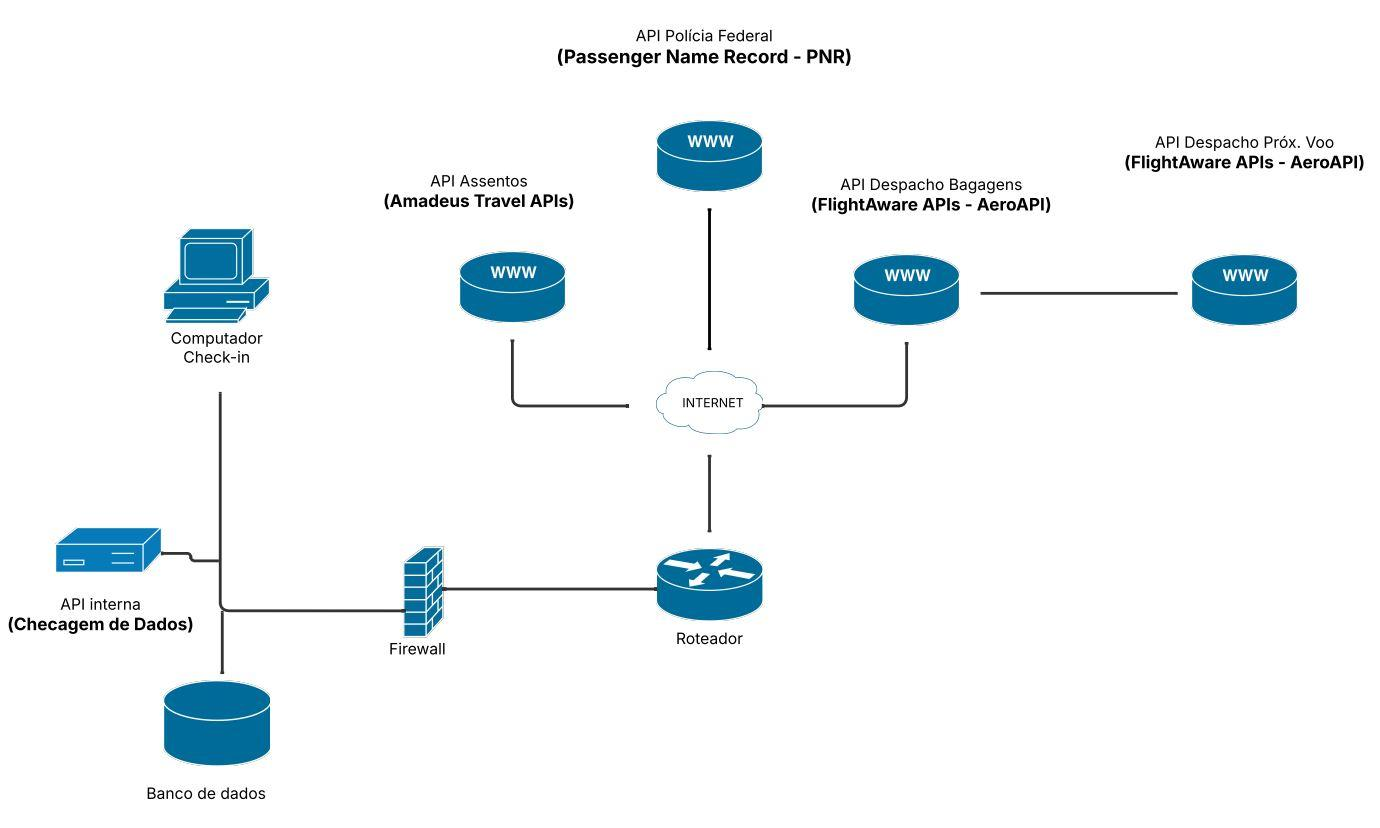 API Polícia Federal
(Passenger Name Record - PNR)
WWW
API Despacho Próx. Voo
(FlightAware APIs - AeroAPI)
API Assentos
(Amadeus Travel APIs)
API Despacho Bagagens
(FlightAware APIs - AeroAPI)
WWW
WWW
WWW
Computador
Check-in
INTERNET
API interna
(Checagem de Dados)
Firewall
Roteador
Banco de dados